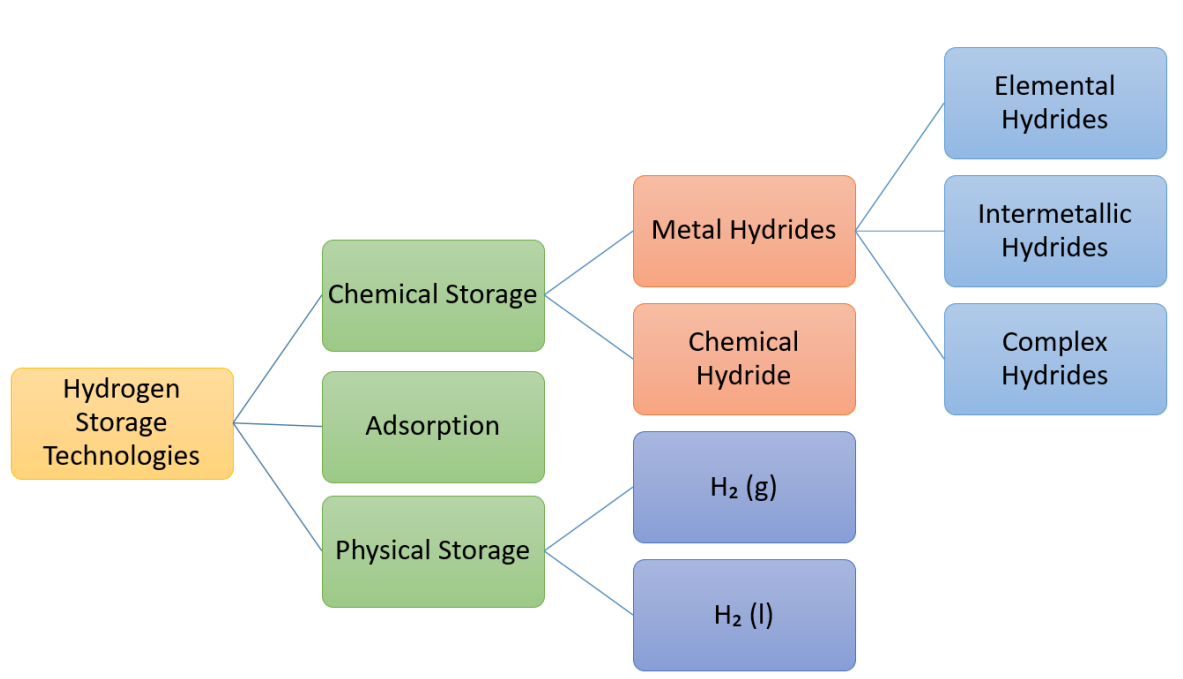 Hydrogen
Storage
Technologies
Chemical Storage
Adsorption
Physical Storage
Metal Hydrides
Chemical
Hydride
H₂ (g)
H₂ (l)
Elemental
Hydrides
Intermetallic
Hydrides
Complex
Hydrides